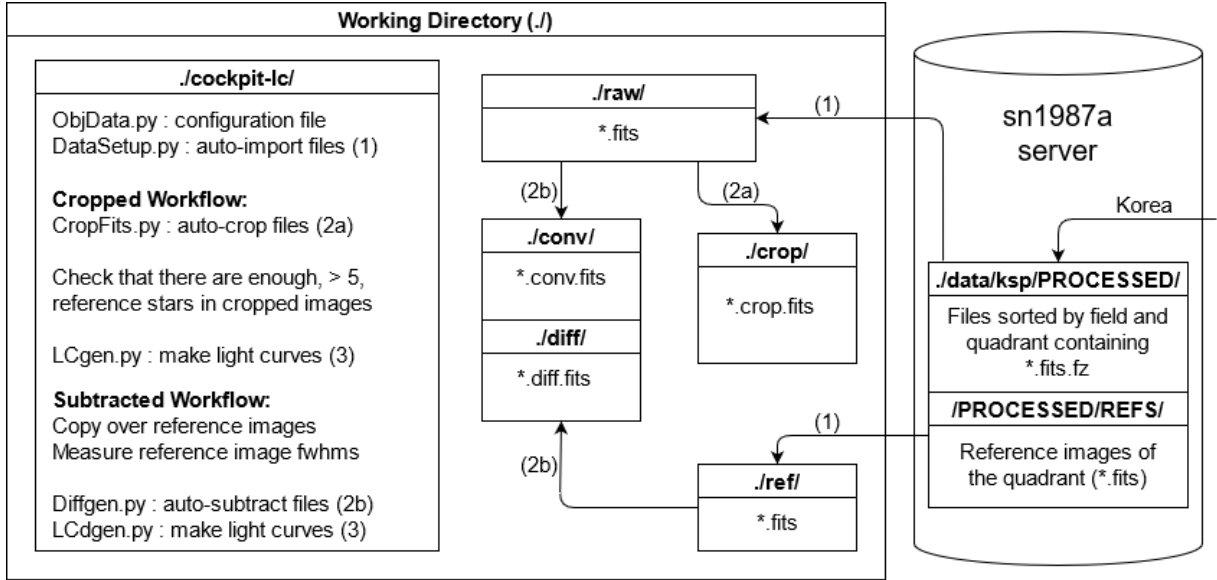 Working Directory (./)
./cockpit-lc/
ObjData.py : configuration file
DataSetup.py : auto-import files (1)
Cropped Workflow:
CropFits.py : auto-crop files (2a)
Check that there are enough, > 5,
reference stars in cropped images
LCgen.py : make light curves (3)
Subtracted Workflow:
Copy over reference images
Measure reference image fwhms
Diffgen.py : auto-subtract files (2b)
LCdgen.py : make light curves (3)
./raw/
*.fits
(1)
(2b)
(2a)
./conv/
*.conv.fits
./diff/
*.diff.fits
./crop/
*.crop.fits
(2b)
(1)
./ref/
*.fits
sn1987a
server
Korea
./data/ksp/PROCESSED/
Files sorted by field and
quadrant containing
*.fits.fz
/PROCESSED/REFS/
Reference images of
the quadrant (*.fits)